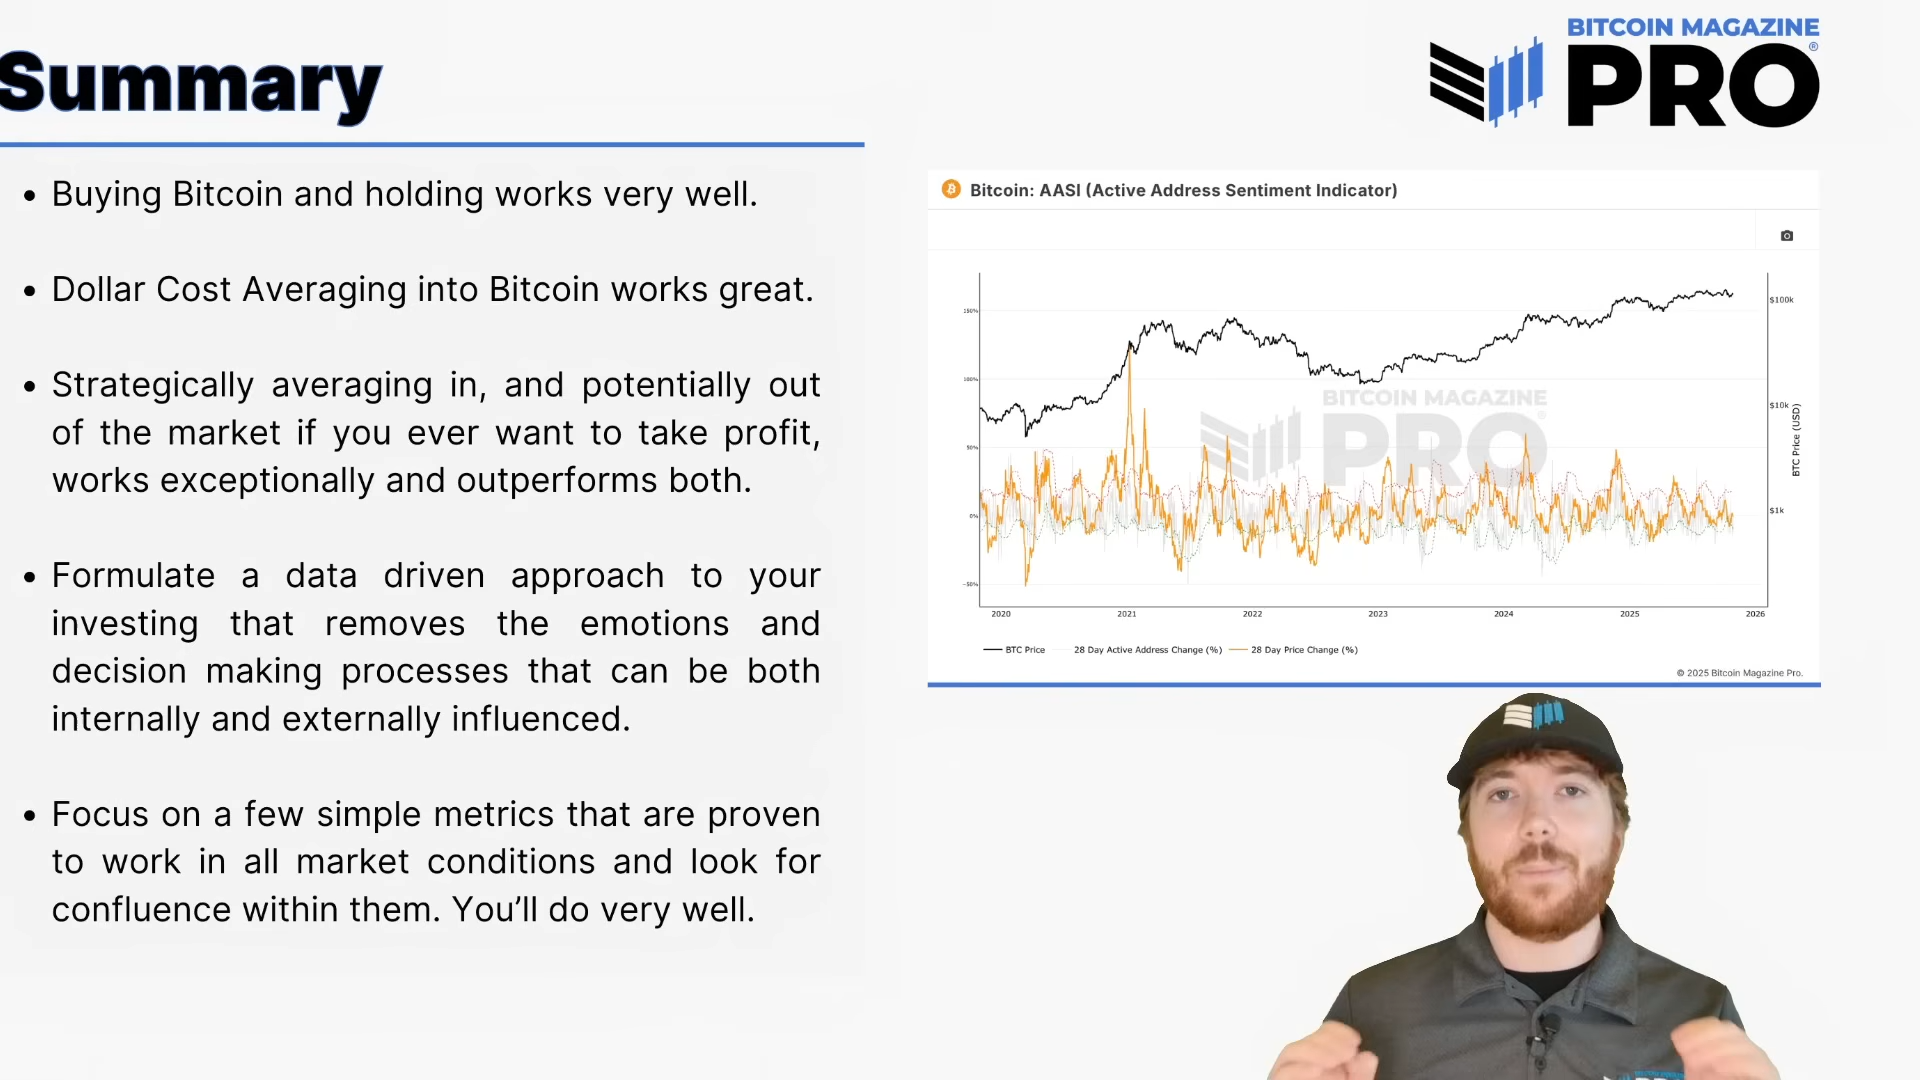 Summary
BITCOIN MAGAZINE
PRO®
• Buying Bitcoin and holding works very well.
• Dollar Cost Averaging into Bitcoin works great.
• Strategically averaging in, and potentially out
of the market if you ever want to take profit,
works exceptionally and outperforms both.
• Formulate a data driven approach to your
investing that removes the emotions and
decision making processes that can be both
internally and externally influenced.
• Focus on a few simple metrics that are proven
to work in all market conditions and look for
confluence within them. You’ll do very well.
Bitcoin: AASI (Active Address Sentiment Indicator)
150%
100%
50%
0%
−50%
$100k
$10k
$1k
BTC Price (USD)
BITCOIN MAGAZINE
PRO®
2020 2021 2022 2023 2024 2025 2026
BTC Price 28 Day Active Address Change (%) 28 Day Price Change (%)
© 2025 Bitcoin Magazine Pro.
PRO